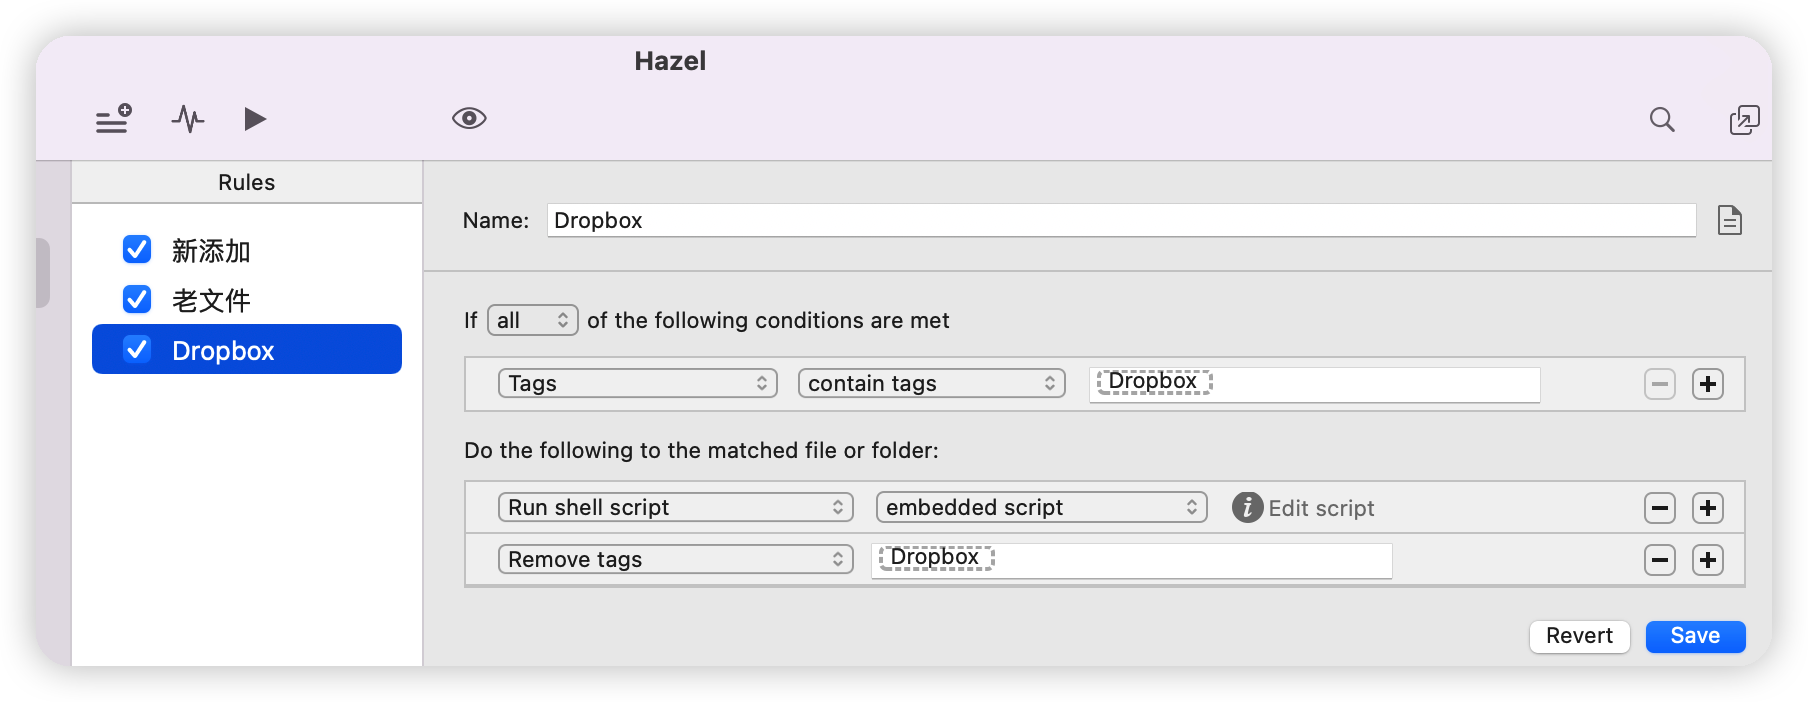 Hazel
Rules
新添加
老文件
Dropbox
Name: Dropbox
If all of the following conditions are met
Tags contain tags Dropbox
Do the following to the matched file or folder:
Run shell script embedded script Edit script
Remove tags Dropbox
Revert Save